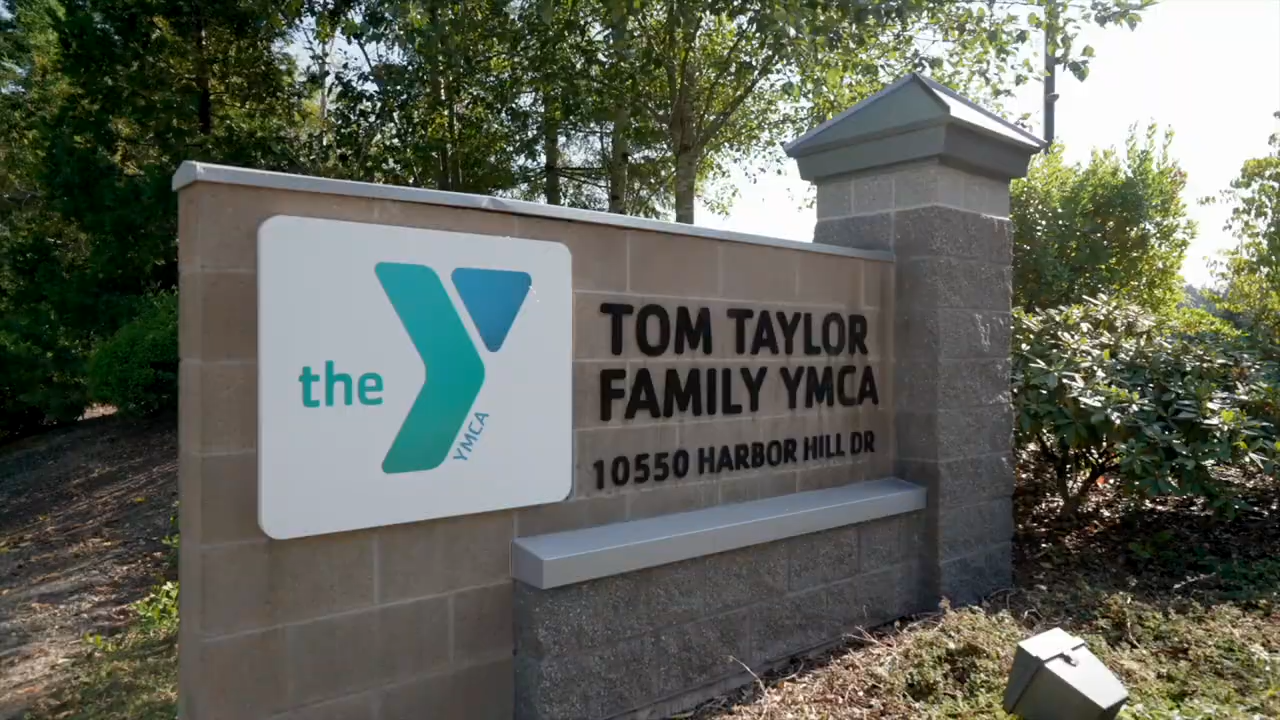 the
YMCA
TOM TAYLOR
FAMILY YMCA
10550 HARBOR HILL DR